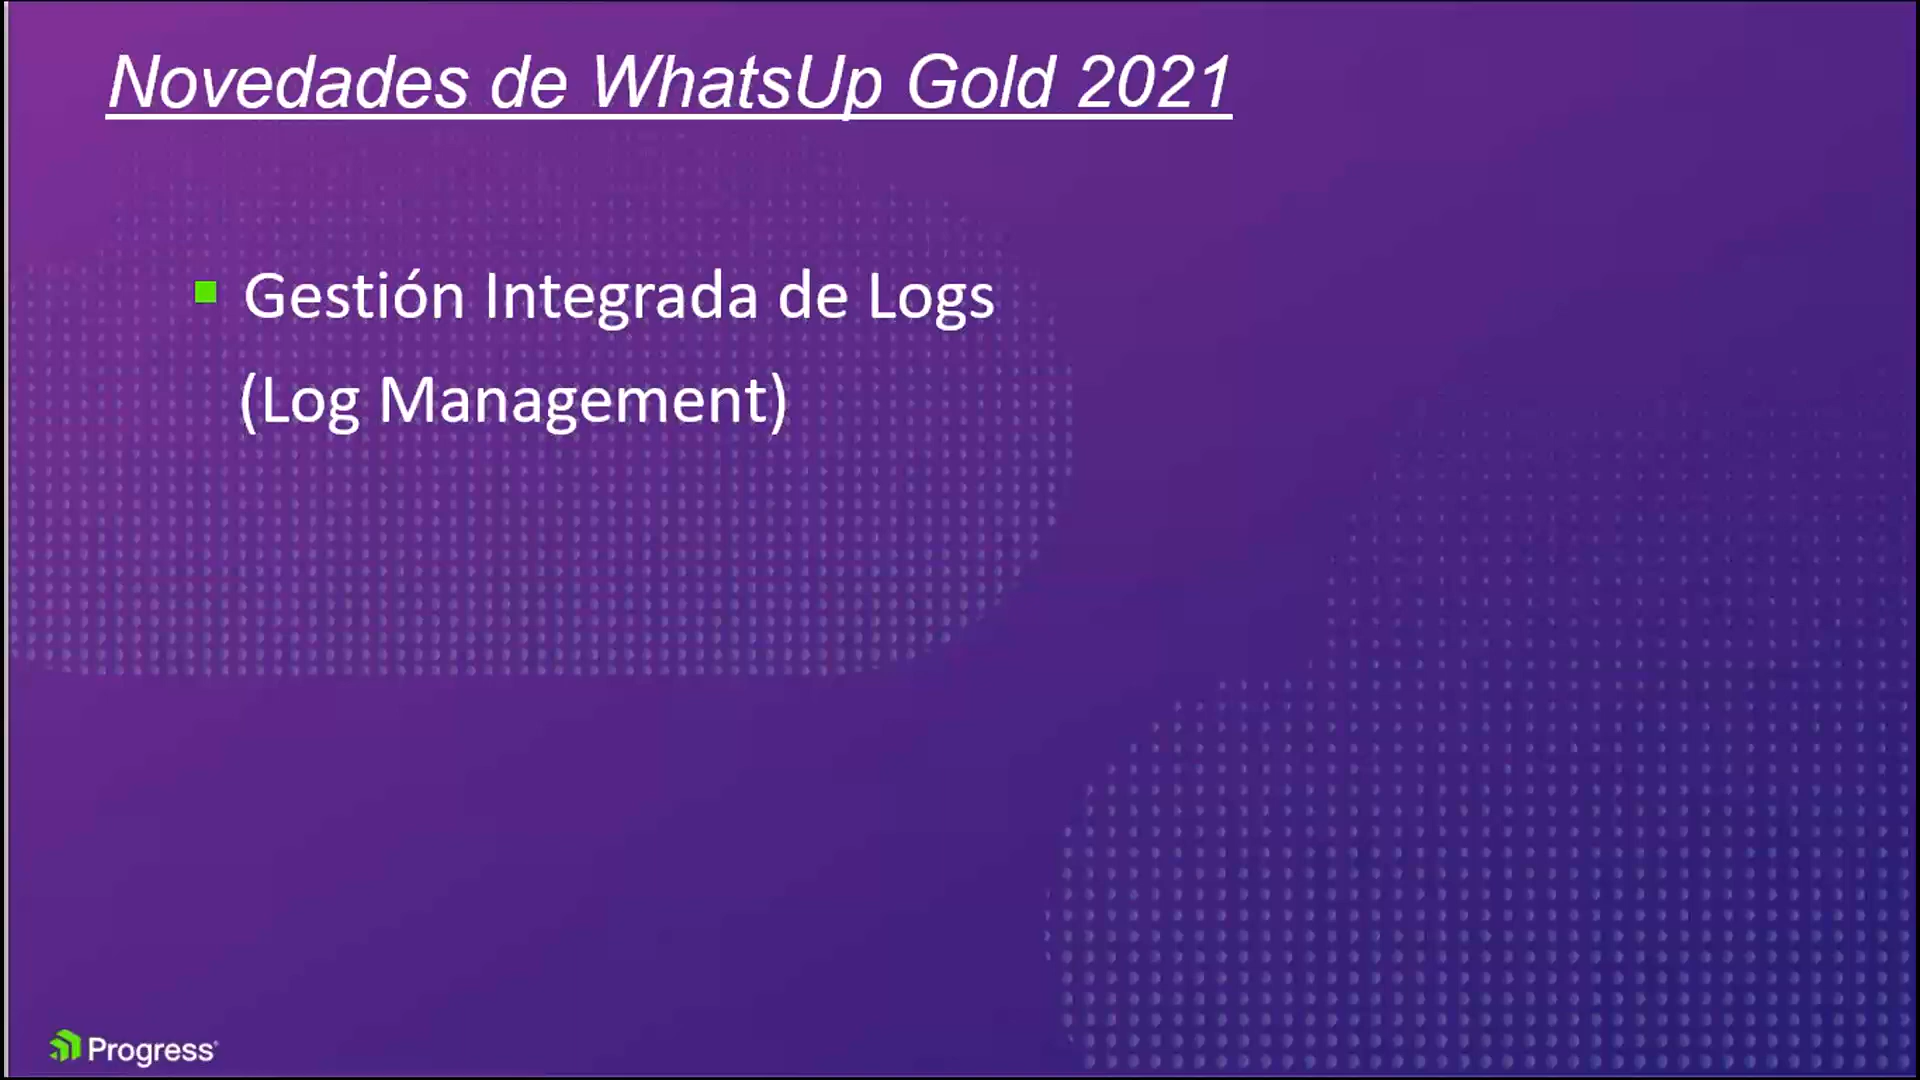 Novedades de WhatsUp Gold 2021
Gestión Integrada de Logs
(Log Management)
Progress